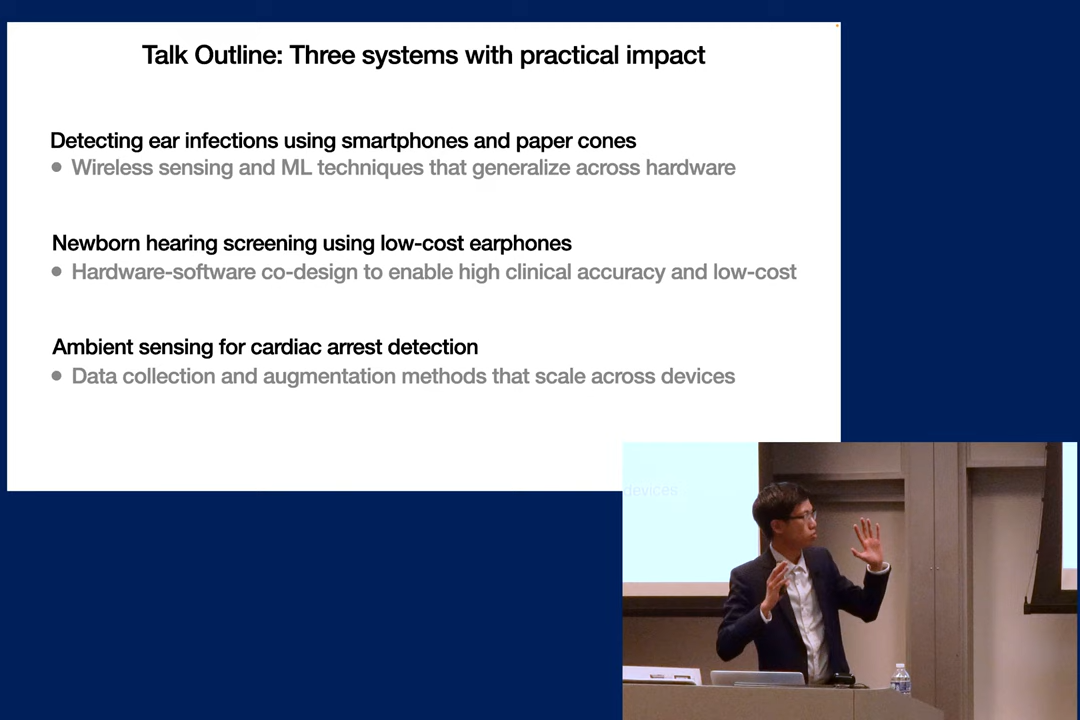 Talk Outline: Three systems with practical impact
Detecting ear infections using smartphones and paper cones
• Wireless sensing and ML techniques that generalize across hardware
Newborn hearing screening using low-cost earphones
• Hardware-software co-design to enable high clinical accuracy and low-cost
Ambient sensing for cardiac arrest detection
• Data collection and augmentation methods that scale across devices
devices